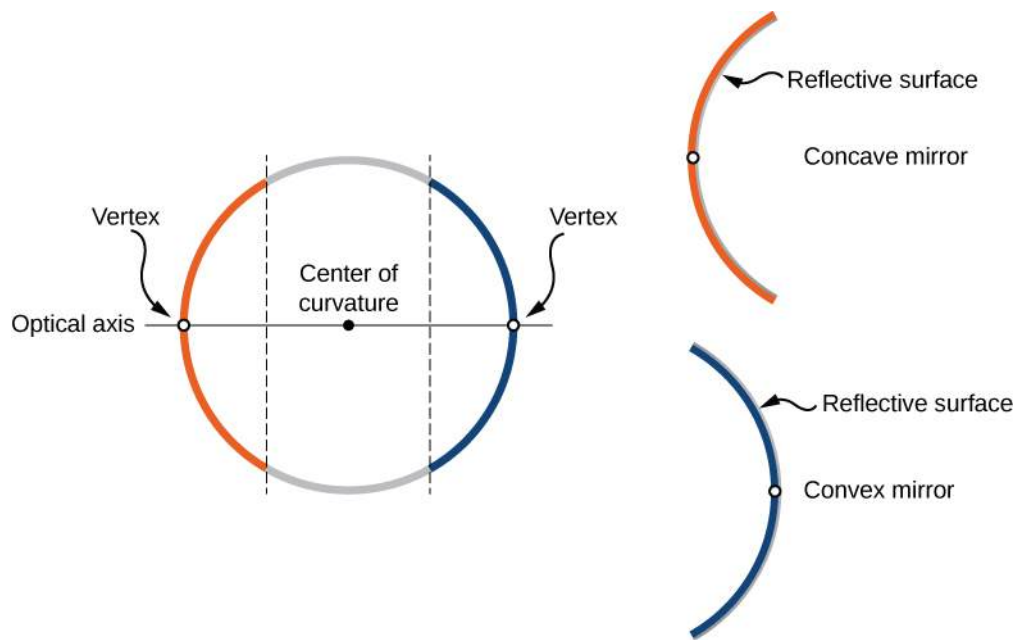 Reflective surface
Concave mirror
Vertex
Vertex
Center of
curvature
Optical axis
Reflective surface
Convex mirror